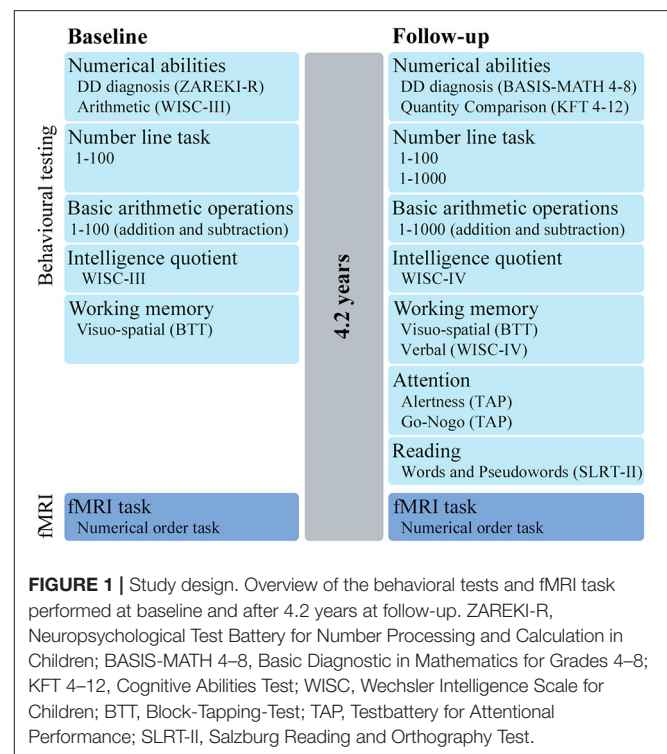 Baseline
Follow-up
Behavioural testing
Numerical abilities
DD diagnosis (ZAREKI-R)
Arithmetic (WISC-III)
Number line task
1-100
Basic arithmetic operations
1-100 (addition and subtraction)
Intelligence quotient
WISC-III
Working memory
Visuo-spatial (BTT)
fMRI
fMRI task
Numerical order task
4.2 years
Numerical abilities
DD diagnosis (BASIS-MATH 4-8)
Quantity Comparison (KFT 4-12)
Number line task
1-100
1-1000
Basic arithmetic operations
1-1000 (addition and subtraction)
Intelligence quotient
WISC-IV
Working memory
Visuo-spatial (BTT)
Verbal (WISC-IV)
Attention
Alertness (TAP)
Go-Nogo (TAP)
Reading
Words and Pseudowords (SLRT-II)
fMRI task
Numerical order task
FIGURE 1 | Study design. Overview of the behavioral tests and fMRI task
performed at baseline and after 4.2 years at follow-up. ZAREKI-R,
Neuropsychological Test Battery for Number Processing and Calculation in
Children; BASIS-MATH 4–8, Basic Diagnostic in Mathematics for Grades 4–8;
KFT 4–12, Cognitive Abilities Test; WISC, Wechsler Intelligence Scale for
Children; BTT, Block-Tapping-Test; TAP, Testbattery for Attentional
Performance; SLRT-II, Salzburg Reading and Orthography Test.